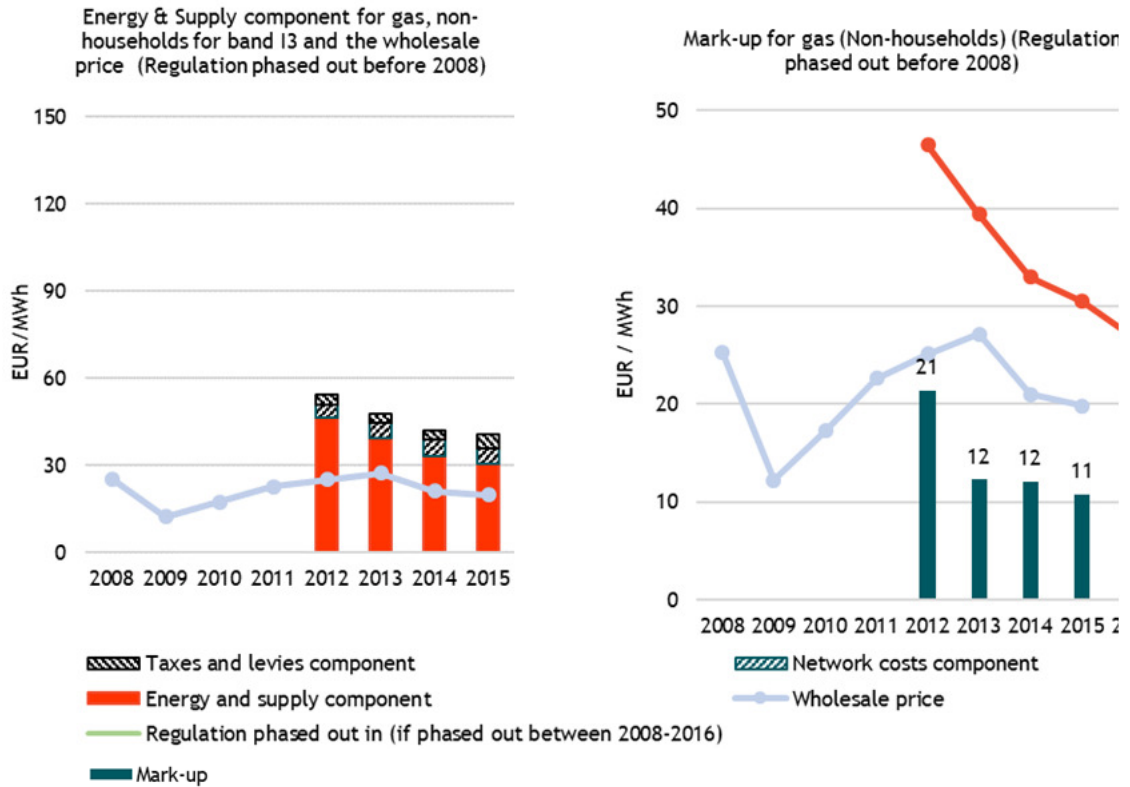 Energy & Supply component for gas, non-
households for band I3 and the wholesale
price (Regulation phased out before 2008)
150
120
90
60
30
0
EUR/MWh
2008 2009 2010 2011 2012 2013 2014 2015
Mark-up for gas (Non-households) (Regulation
phased out before 2008)
50
40
30
20
10
0
EUR / MWh
21
12
12
11
2008 2009 2010 2011 2012 2013 2014 2015 2
Taxes and levies component
Network costs component
Energy and supply component
Wholesale price
Regulation phased out in (if phased out between 2008-2016)
Mark-up